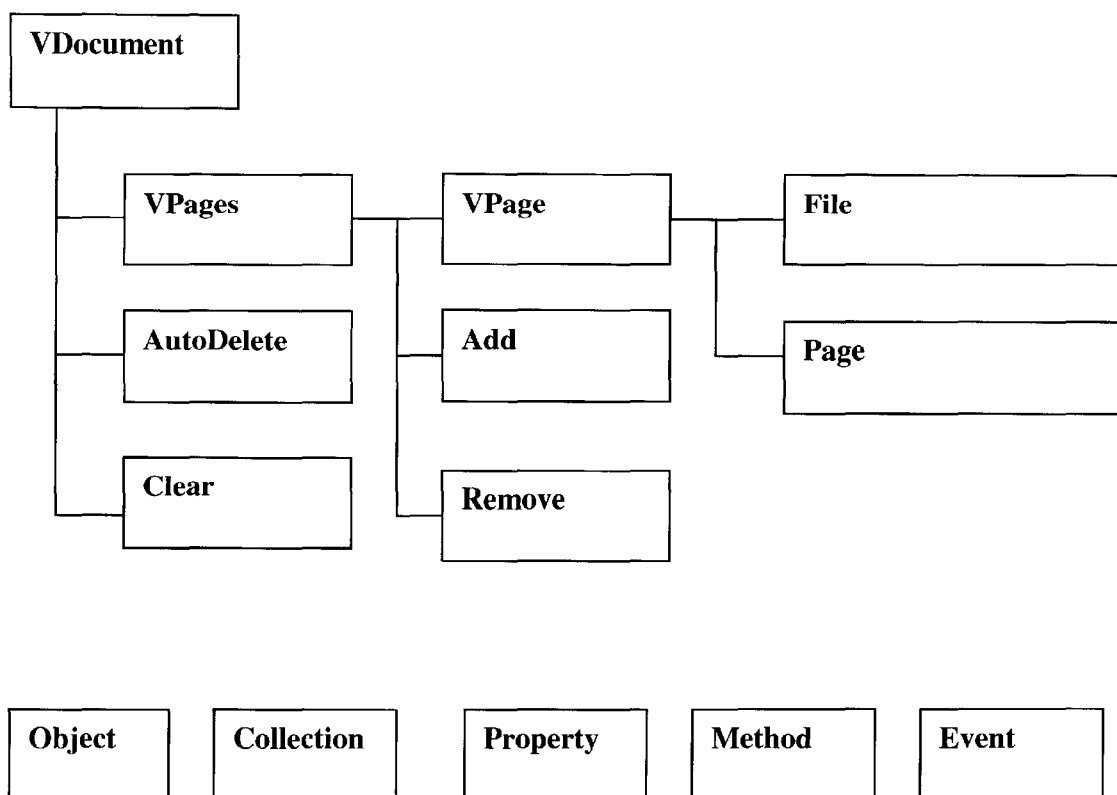 VDocument
VPages
VPage
File
AutoDelete
Add
Page
Clear
Remove
Object
Collection
Property
Method
Event